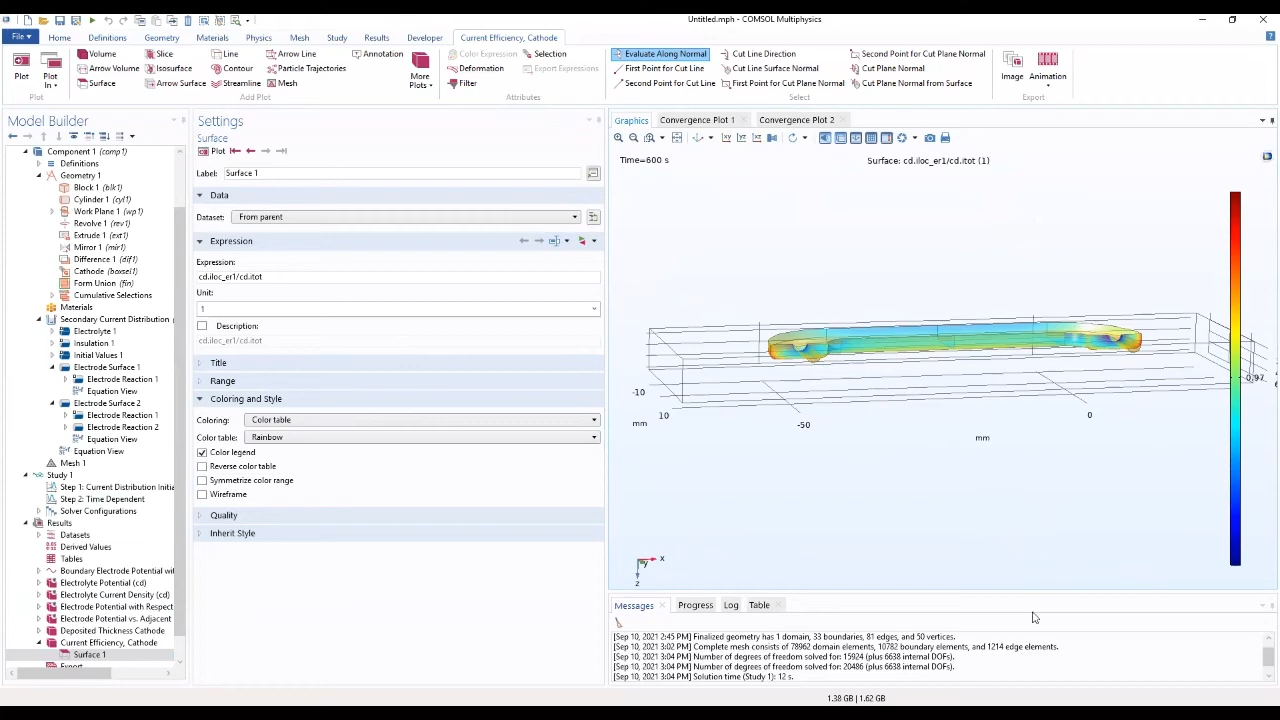 Untitled.mph - COMSOL Multiphysics
File Home Definitions Geometry Materials Physics Mesh Study Results Developer Current Efficiency, Cathode
Plot
Plot In
Plot
Volume Slice Line Arrow Line Annotation
Arrow Volume Isosurface Contour Particle Trajectories
Surface Arrow Surface Streamline Mesh
More Plots
Add Plot
Color Expression Selection
Deformation Export Expressions
Filter
Attributes
Evaluate Along Normal Cut Line Direction Second Point for Cut Plane Normal
First Point for Cut Line Cut Line Surface Normal Cut Plane Normal
Second Point for Cut Line First Point for Cut Plane Normal Cut Plane Normal from Surface
Select
Image Animation
Export
Model Builder
Component 1 (comp1)
Definitions
Geometry 1
Block 1 (blk1)
Cylinder 1 (cyl1)
Work Plane 1 (wp1)
Revolve 1 (rev1)
Extrude 1 (ext1)
Mirror 1 (mir1)
Difference 1 (dif1)
Cathode (boxsel1)
Form Union (fin)
Cumulative Selections
Materials
Secondary Current Distribution
Electrolyte 1
Insulation 1
Initial Values 1
Electrode Surface 1
Electrode Reaction 1
Equation View
Electrode Surface 2
Electrode Reaction 1
Electrode Reaction 2
Equation View
Equation View
Mesh 1
Study 1
Step 1: Current Distribution Initia
Step 2: Time Dependent
Solver Configurations
Results
Datasets
Derived Values
Tables
Boundary Electrode Potential wit
Electrolyte Potential (cd)
Electrolyte Current Density (cd)
Electrode Potential with Respect
Electrode Potential vs. Adjacent
Deposited Thickness Cathode
Current Efficiency, Cathode
Surface 1
Export
Settings
Surface
Plot
Label: Surface 1
Data
Dataset: From parent
Expression
Expression:
cd.iloc_er1/cd.itot
Unit:
1
Description:
cd.iloc_er1/cd.itot
Title
Range
Coloring and Style
Coloring: Color table
Color table: Rainbow
Color legend
Reverse color table
Symmetrize color range
Wireframe
Quality
Inherit Style
Graphics Convergence Plot 1 Convergence Plot 2
Time=600 s Surface: cd.iloc_er1/cd.itot (1)
0.97
-10
10
mm
-50
0
mm
x
y
z
Messages Progress Log Table
[Sep 10, 2021 2:45 PM] Finalized geometry has 1 domain, 33 boundaries, 81 edges, and 50 vertices.
[Sep 10, 2021 3:02 PM] Complete mesh consists of 78962 domain elements, 10782 boundary elements, and 1214 edge elements.
[Sep 10, 2021 3:04 PM] Number of degrees of freedom solved for: 15924 (plus 6638 internal DOFs).
[Sep 10, 2021 3:04 PM] Number of degrees of freedom solved for: 20486 (plus 6638 internal DOFs).
[Sep 10, 2021 3:04 PM] Solution time (Study 1): 12 s.
1.38 GB | 1.62 GB